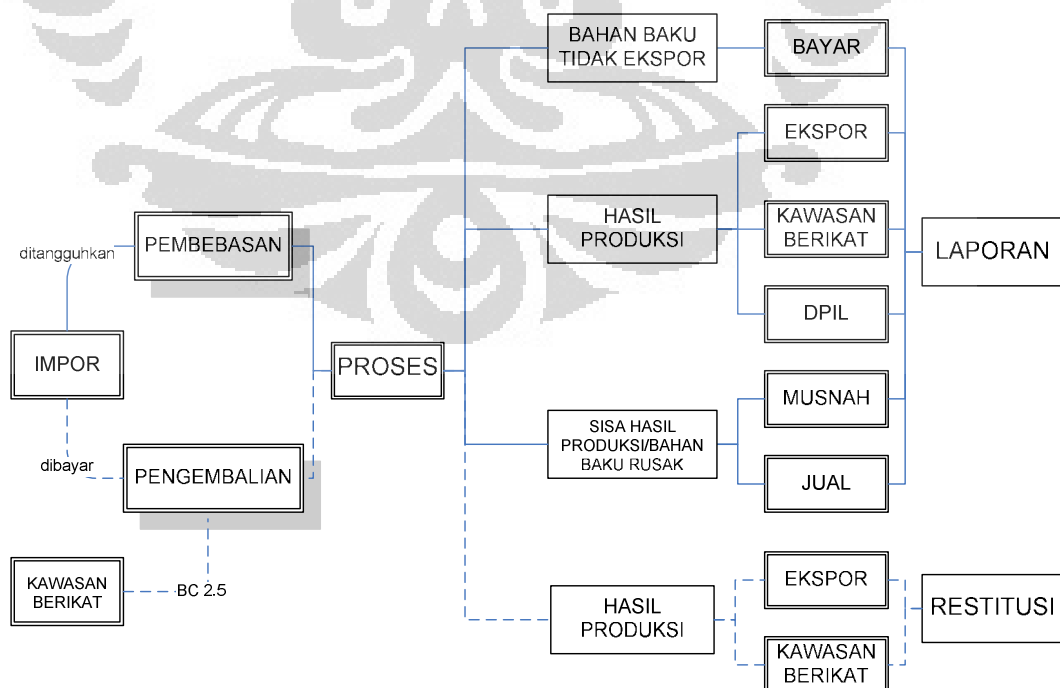 BAHAN BAKU
TIDAK EKSPOR
BAYAR
EKSPOR
HASIL
PRODUKSI
KAWASAN
BERIKAT
LAPORAN
ditangguhkan
PEMBEBASAN
DPIL
IMPOR
PROSES
MUSNAH
SISA HASIL
PRODUKSI/BAHAN
BAKU RUSAK
dibayar
PENGEMBALIAN
JUAL
KAWASAN
BERIKAT
BC 2.5
EKSPOR
HASIL
PRODUKSI
RESTITUSI
KAWASAN
BERIKAT